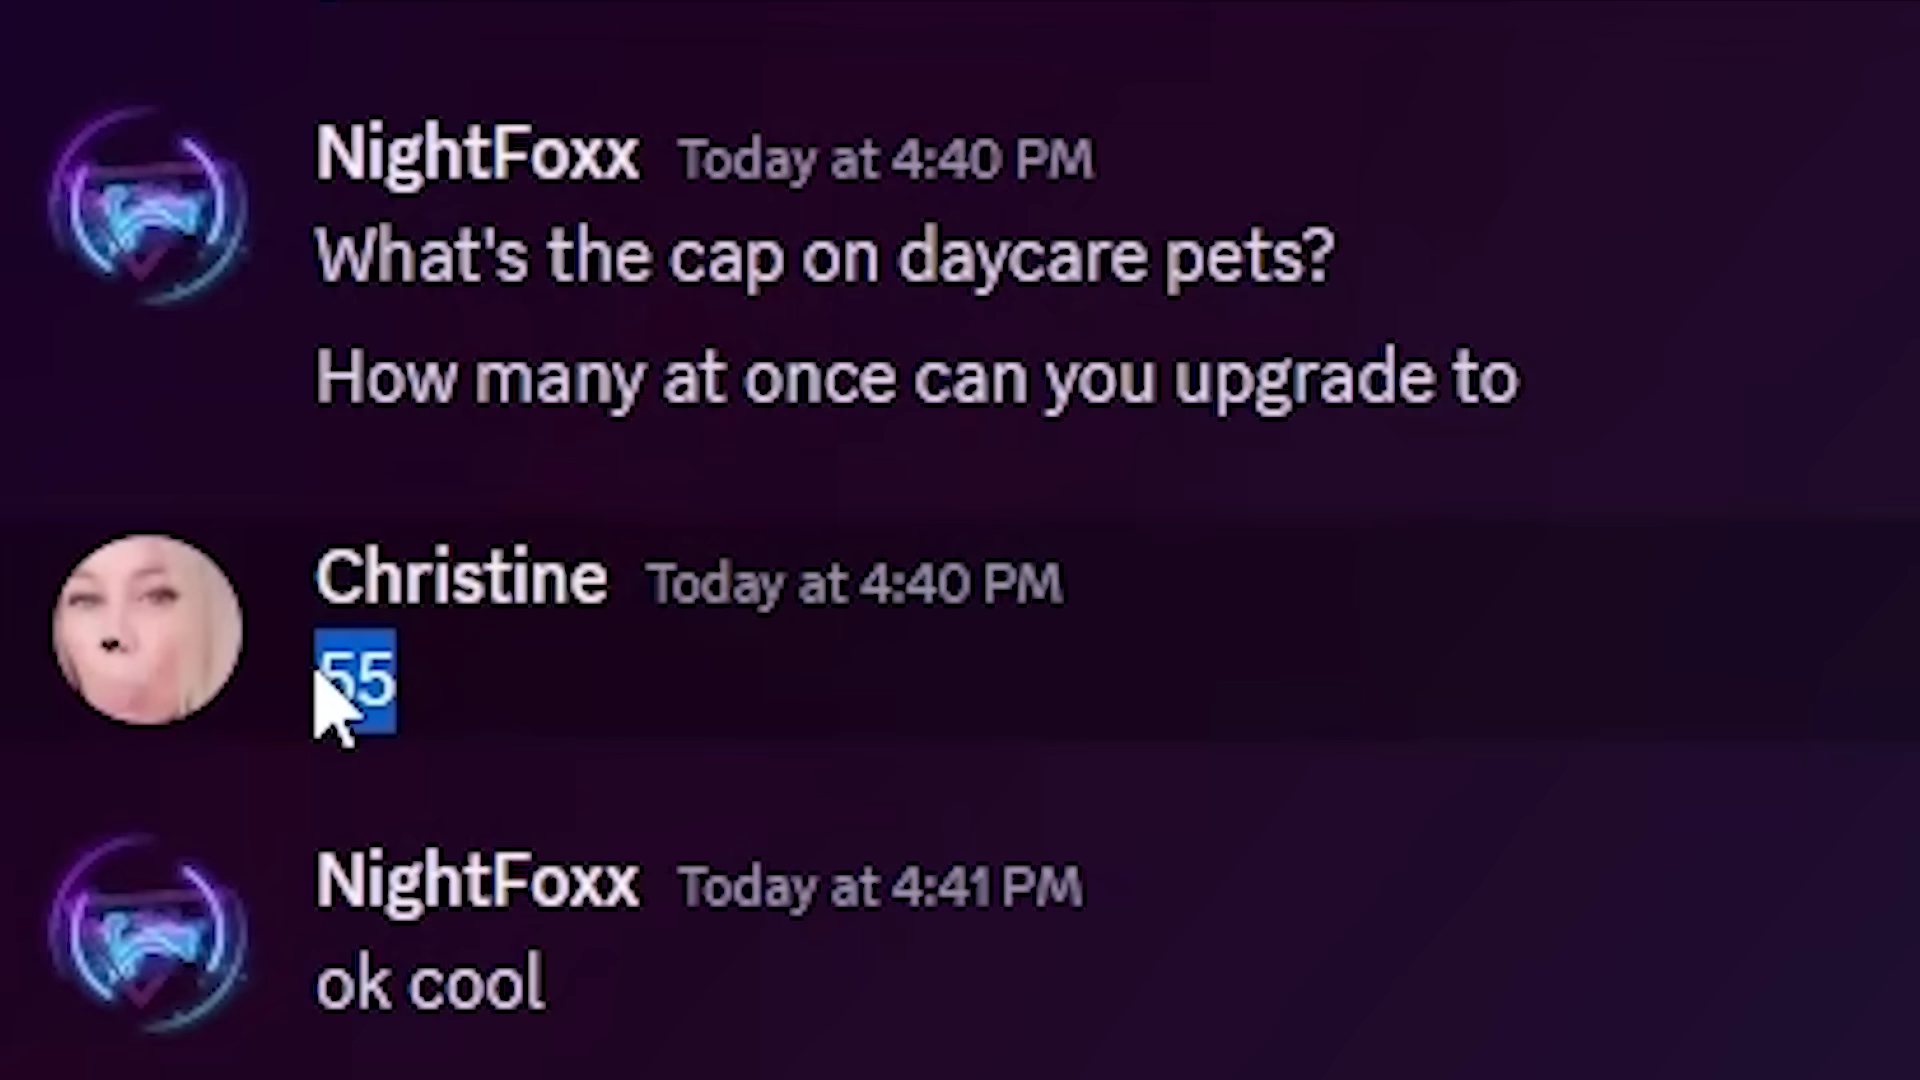 NightFoxx Today at 4:40 PM
What's the cap on daycare pets?
How many at once can you upgrade to
Christine Today at 4:40 PM
55
NightFoxx Today at 4:41 PM
ok cool